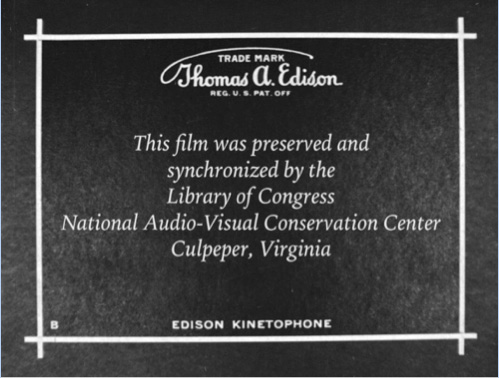 TRADE MARK
Thomas A. Edison
REG. U. S. PAT. OFF
This film was preserved and
synchronized by the
Library of Congress
National Audio-Visual Conservation Center
Culpeper, Virginia
B
EDISON KINETOPHONE